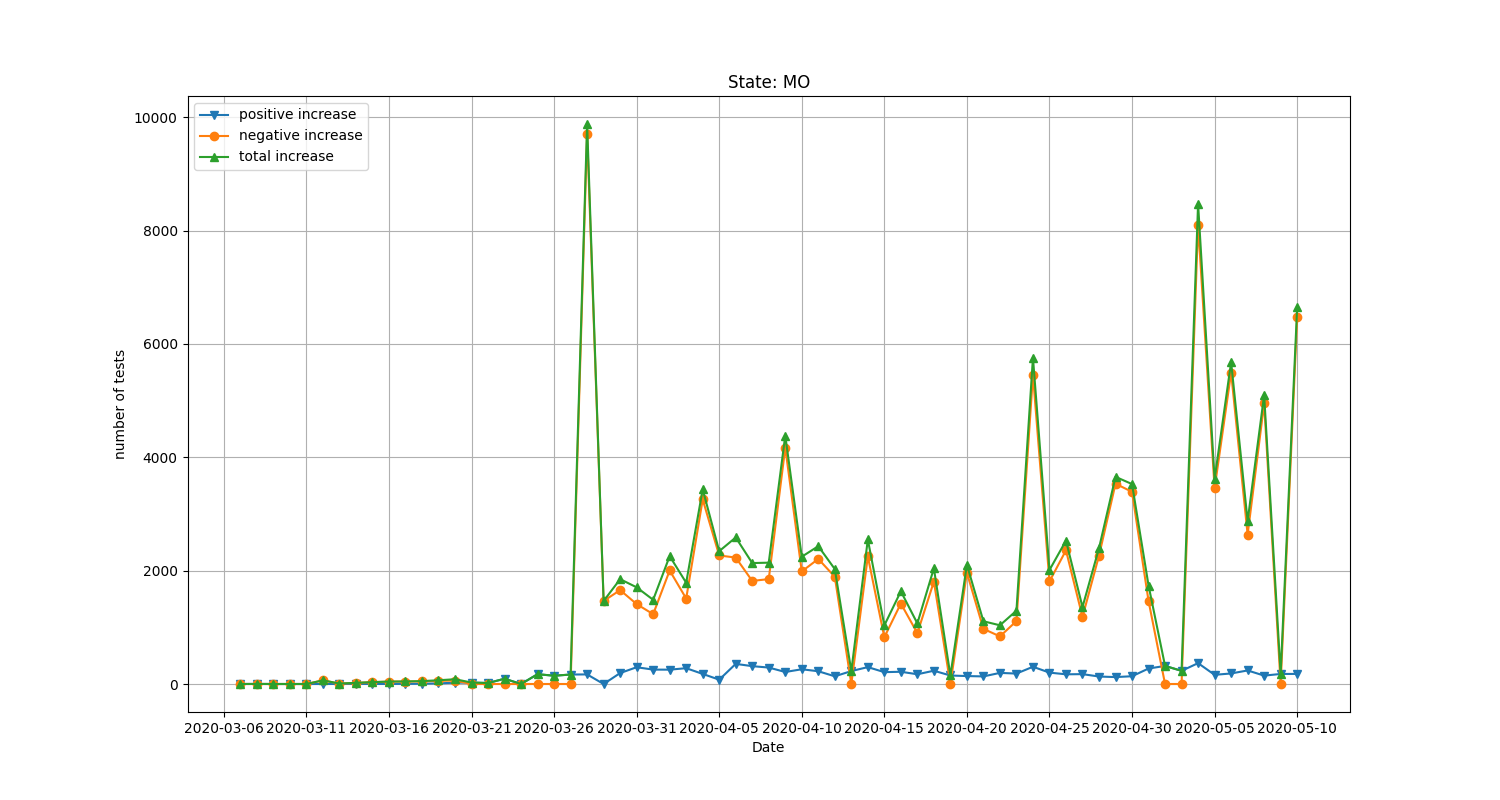 State: MO
positive increase
negative increase
total increase
10000
8000
6000
4000
2000
0
number of tests
2020-03-06 2020-03-11 2020-03-16 2020-03-21 2020-03-26 2020-03-31 2020-04-05 2020-04-10 2020-04-15 2020-04-20 2020-04-25 2020-04-30 2020-05-05 2020-05-10
Date